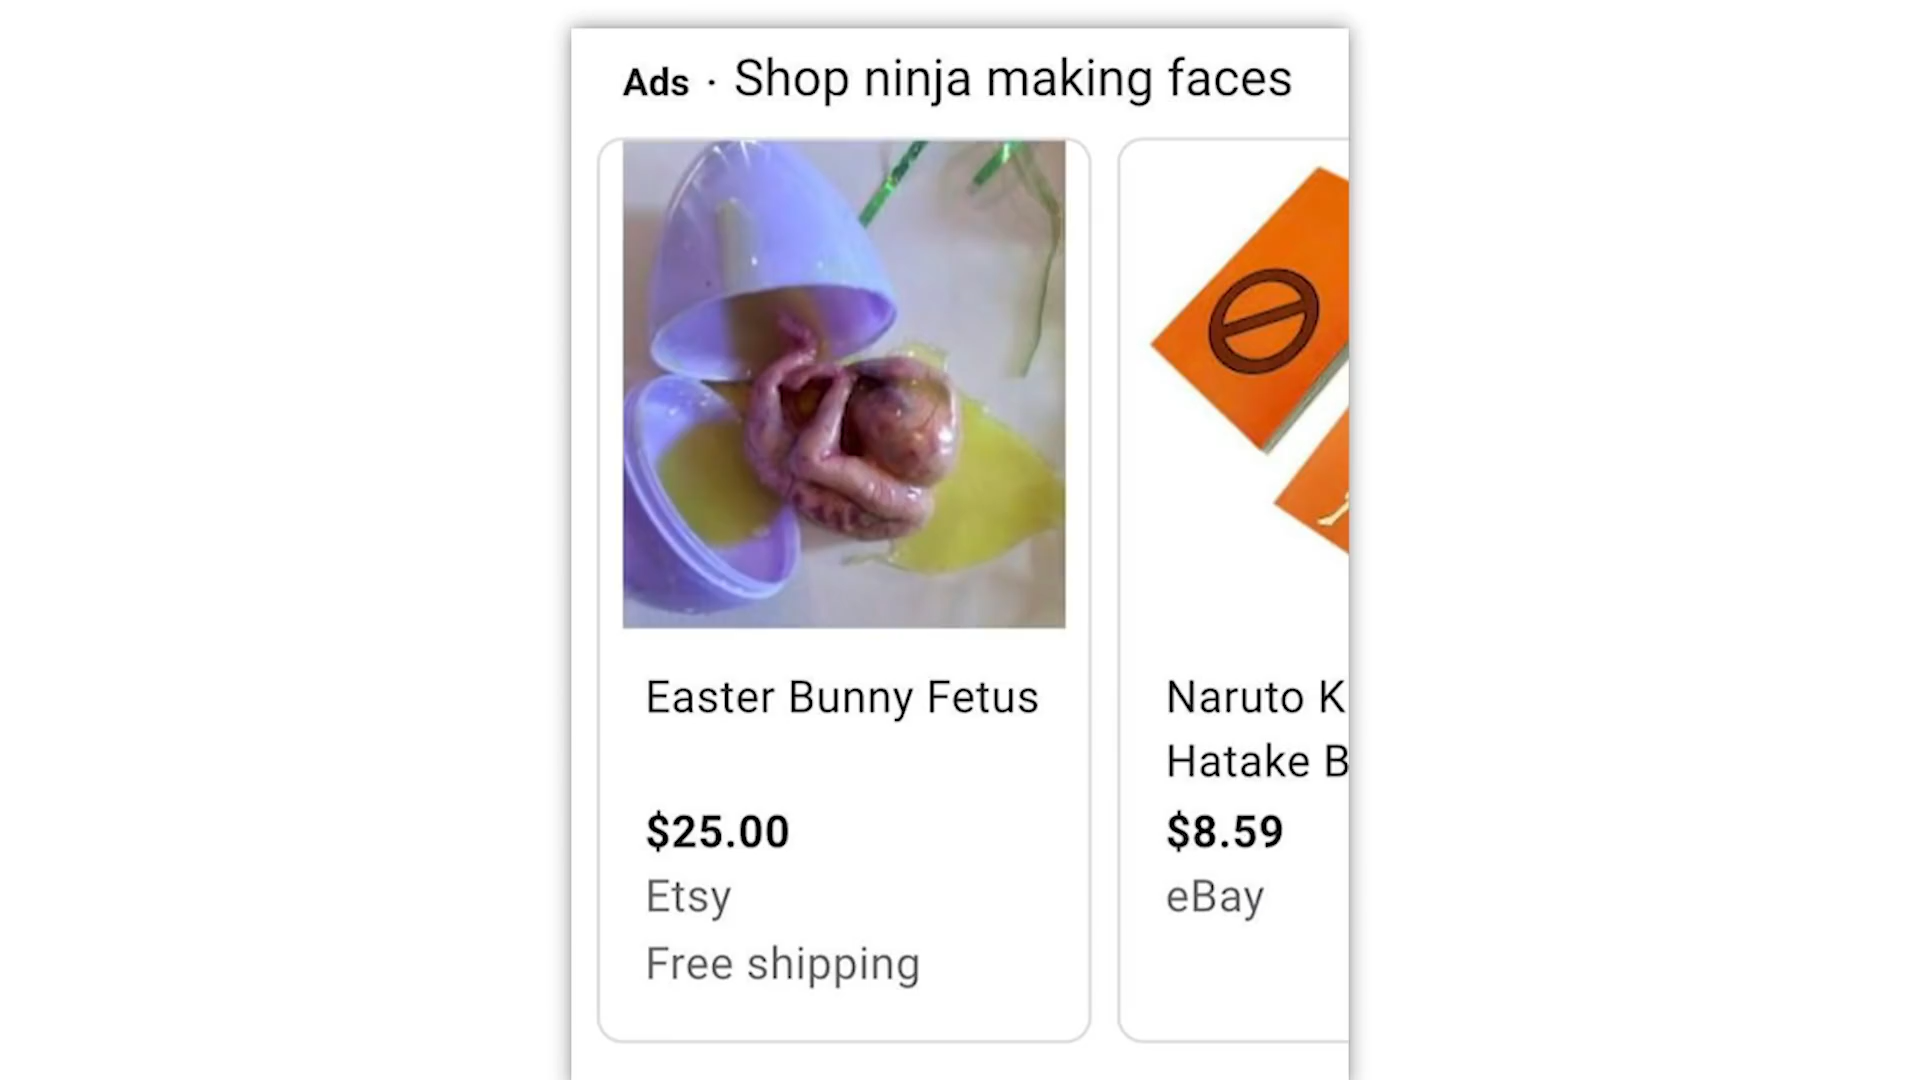 Ads · Shop ninja making faces
Easter Bunny Fetus
$25.00
Etsy
Free shipping
Naruto K
Hatake B
$8.59
eBay